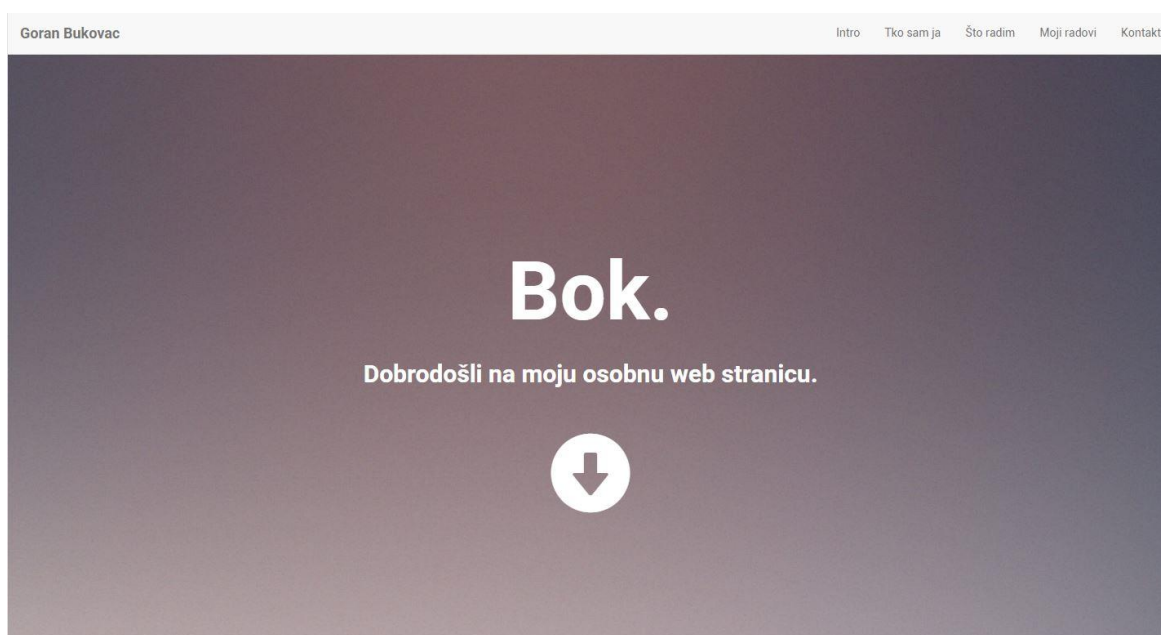 Goran Bukovac
Intro Tko sam ja Što radim Moji radovi Kontakt
Bok.
Dobrodošli na moju osobnu web stranicu.